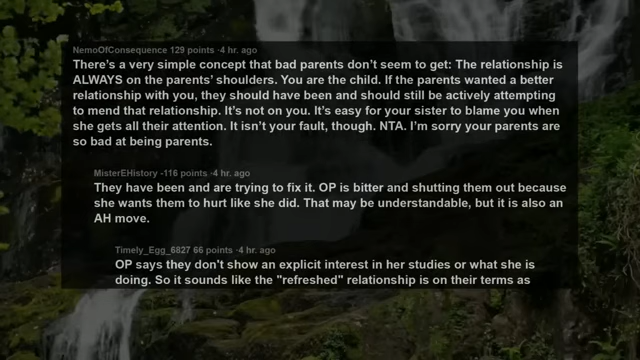 NemoOfConsequence 129 points ·4 hr. ago
There's a very simple concept that bad parents don't seem to get: The relationship is
ALWAYS on the parents' shoulders. You are the child. If the parents wanted a better
relationship with you, they should have been and should still be actively attempting
to mend that relationship. It's not on you. It's easy for your sister to blame you when
she gets all their attention. It isn't your fault, though. NTA. I'm sorry your parents are
so bad at being parents.
MisterEHistory -116 points ·4 hr. ago
They have been and are trying to fix it. OP is bitter and shutting them out because
she wants them to hurt like she did. That may be understandable, but it is also an
AH move.
Timely_Egg_6827 66 points ·4 hr. ago
OP says they don't show an explicit interest in her studies or what she is
doing. So it sounds like the "refreshed" relationship is on their terms as